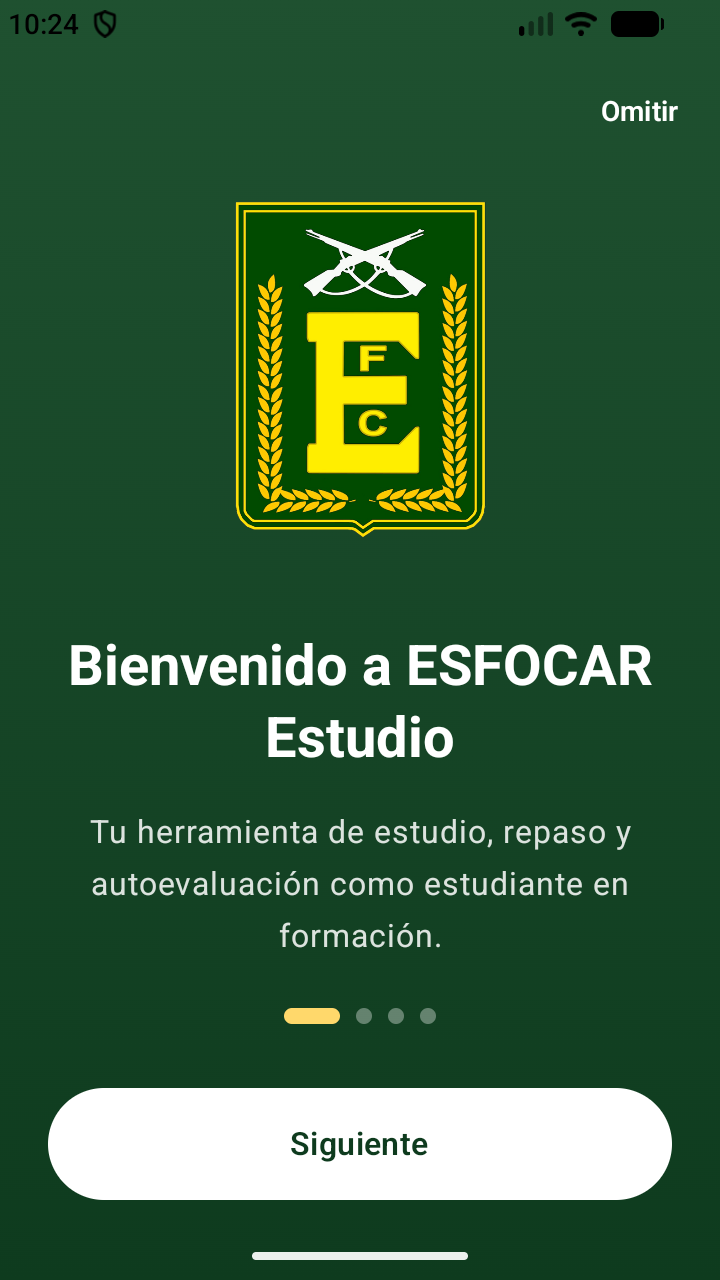 10:24
Omitir
E
F
C
Bienvenido a ESFOCAR
Estudio
Tu herramienta de estudio, repaso y
autoevaluación como estudiante en
formación.
Siguiente